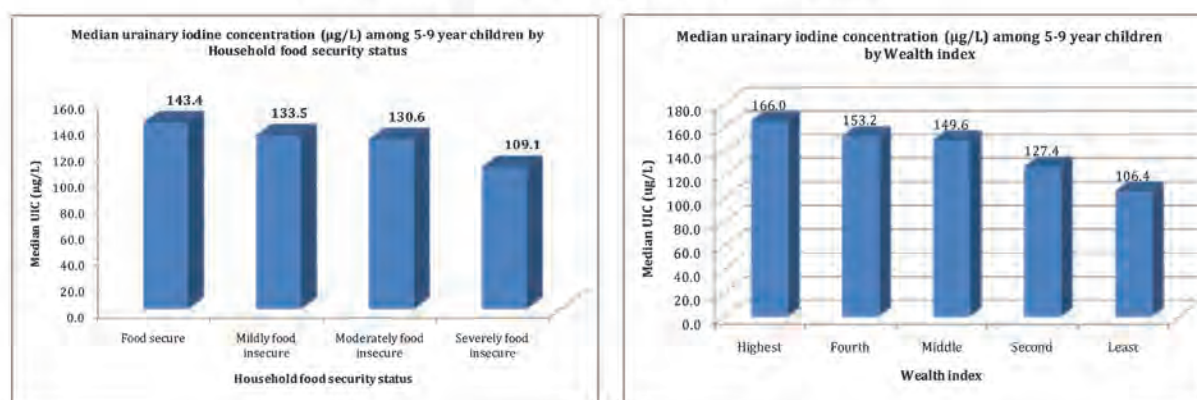 Median urainary iodine concentration (µg/L) among 5-9 year children by
Household food security status
160.0
140.0
120.0
100.0
80.0
60.0
40.0
20.0
0.0
Median UIC (µg/L)
143.4
133.5
130.6
109.1
Food secure
Mildly food
insecure
Moderately food
insecure
Severely food
insecure
Household food security status
Median urainary iodine concentration (µg/L) among 5-9 year children
by Wealth index
180.0
160.0
140.0
120.0
100.0
80.0
60.0
40.0
20.0
0.0
Median UIC (ug/L)
166.0
153.2
149.6
127.4
106.4
Highest
Fourth
Middle
Second
Least
Wealth index